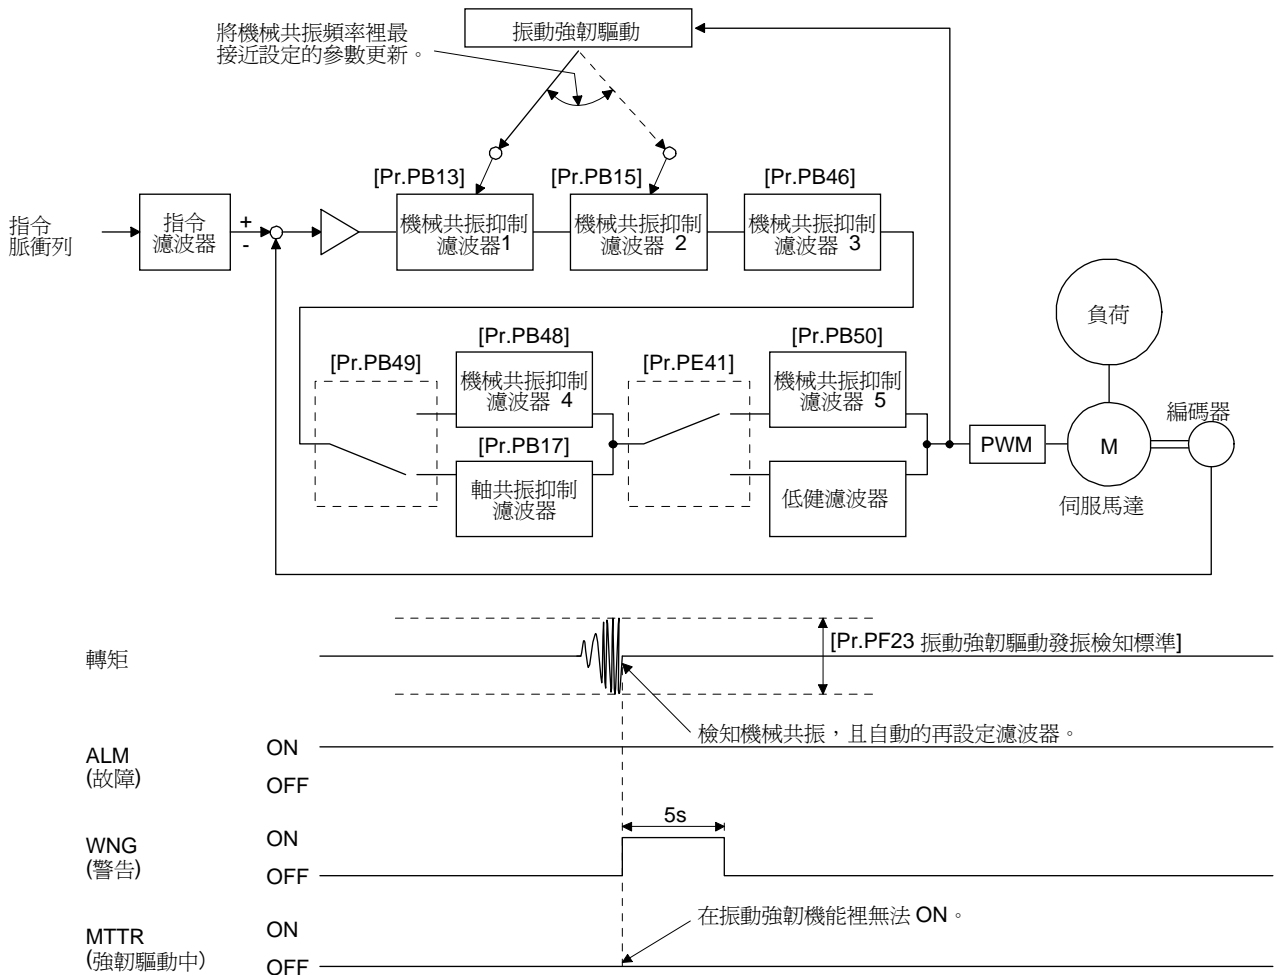 振動強韌驅動
將機械共振頻率裡最
接近設定的參數更新。
[Pr.PB13]
[Pr.PB15]
[Pr.PB46]
指令
脈衝列
指令
濾波器
+
-
機械共振抑制
濾波器1
機械共振抑制
濾波器 2
機械共振抑制
濾波器 3
負荷
[Pr.PB49]
[Pr.PB48]
[Pr.PE41]
[Pr.PB50]
機械共振抑制
濾波器 4
機械共振抑制
濾波器 5
編碼器
[Pr.PB17]
PWM
M
軸共振抑制
濾波器
低健濾波器
伺服馬達
轉矩
[Pr.PF23 振動強韌驅動發振檢知標準]
檢知機械共振，且自動的再設定濾波器。
ALM
(故障)
ON
OFF
5s
WNG
(警告)
ON
OFF
在振動強韌機能裡無法 ON。
MTTR
(強韌驅動中)
ON
OFF